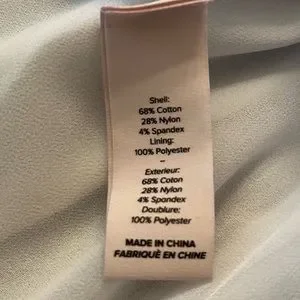 Shell:
68% Cotton
28% Nylon
4% Spandex
Lining:
100% Polyester
–
Exterieur:
68% Coton
28% Nylon
4% Spandex
Doublure:
100% Polyester
MADE IN CHINA
FABRIQUÉ EN CHINE